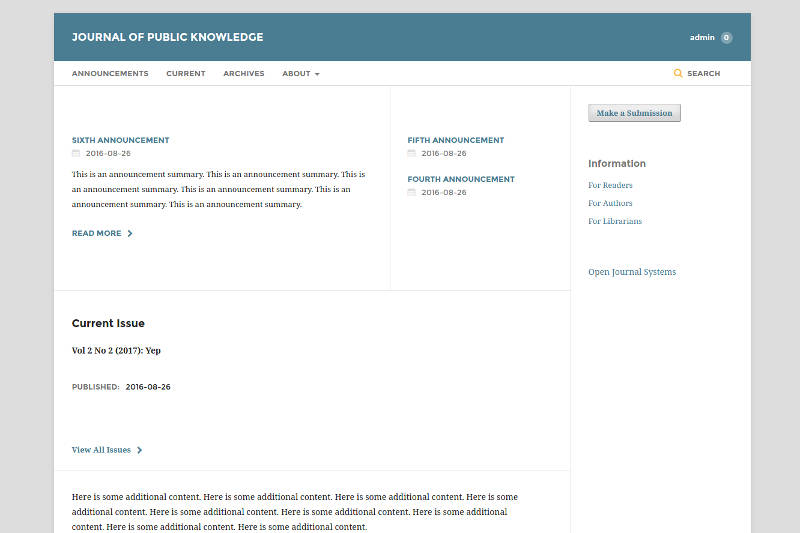 JOURNAL OF PUBLIC KNOWLEDGE
admin 0
ANNOUNCEMENTS CURRENT ARCHIVES ABOUT SEARCH
SIXTH ANNOUNCEMENT
2016-08-26
This is an announcement summary. This is an announcement summary. This is
an announcement summary. This is an announcement summary. This is an
announcement summary. This is an announcement summary.
READ MORE
FIFTH ANNOUNCEMENT
2016-08-26
FOURTH ANNOUNCEMENT
2016-08-26
Make a Submission
Information
For Readers
For Authors
For Librarians
Open Journal Systems
Current Issue
Vol 2 No 2 (2017): Yep
PUBLISHED: 2016-08-26
View All Issues
Here is some additional content. Here is some additional content. Here is some additional content. Here is some
additional content. Here is some additional content. Here is some additional content. Here is some additional
content. Here is some additional content. Here is some additional content.